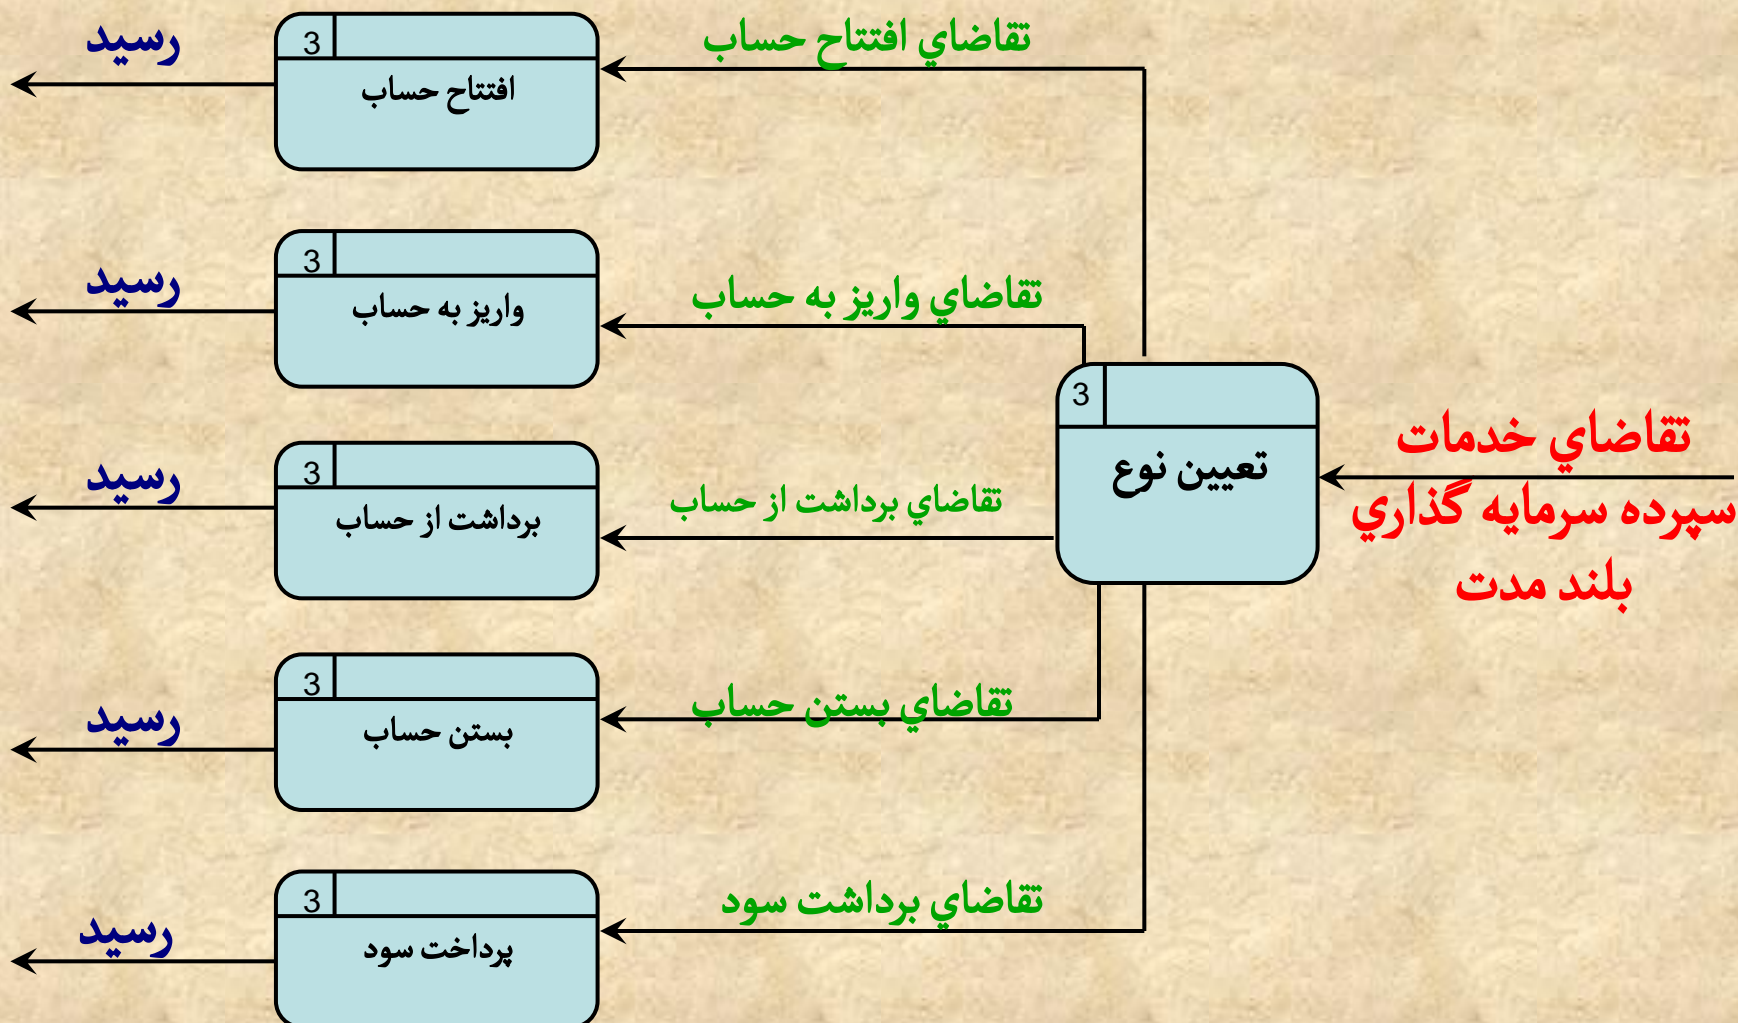 تقاضاي خدمات
سپرده سرمايه گذاري
بلند مدت
3
تعيين نوع
تقاضاي افتتاح حساب
3
افتتاح حساب
رسيد
تقاضاي واريز به حساب
3
واريز به حساب
رسيد
تقاضاي برداشت از حساب
3
برداشت از حساب
رسيد
تقاضاي بستن حساب
3
بستن حساب
رسيد
تقاضاي برداشت سود
3
پرداخت سود
رسيد